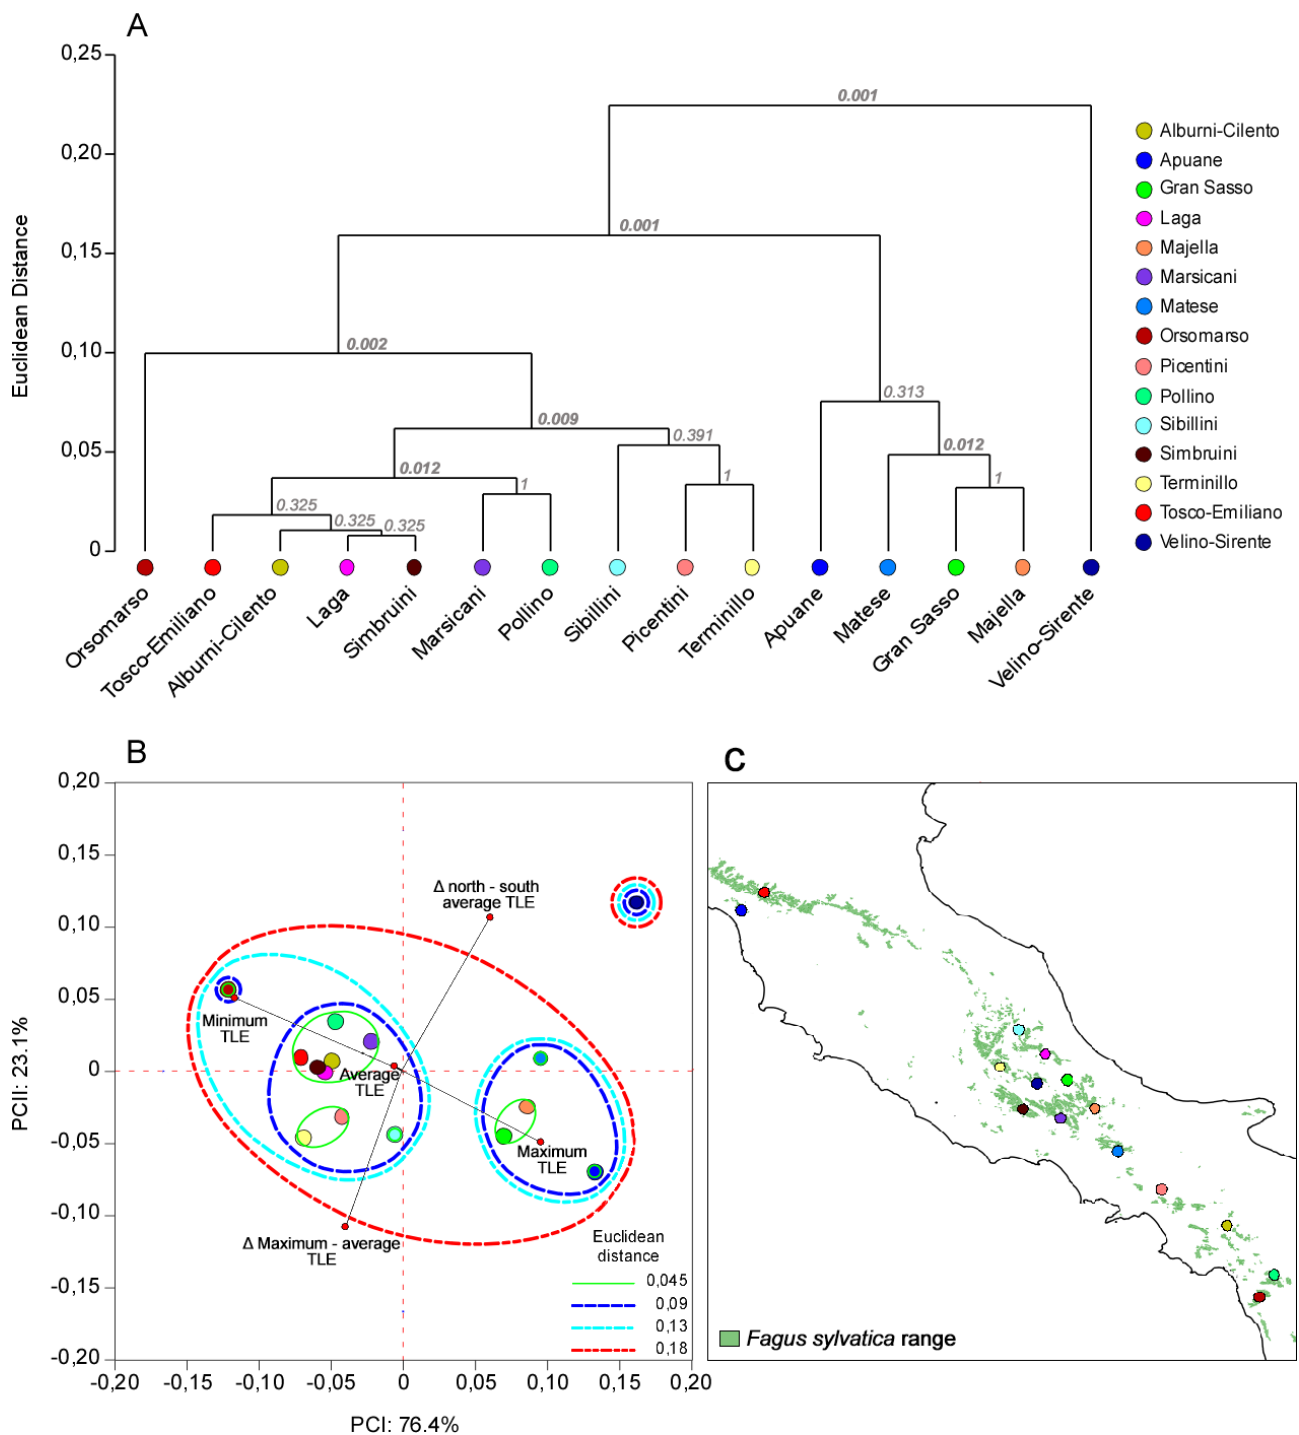 A
0,25
0,20
0,15
0,10
0,05
0
Euclidean Distance
0.001
0.001
0.002
0.313
0.009
0.391
0.012
0.012
1
1
1
0.325
0.325
0.325
Orsomarso
Tosco-Emiliano
Alburni-Cilento
Laga
Simbruini
Marsicani
Pollino
Sibillini
Picentini
Terminillo
Apuane
Matese
Gran Sasso
Majella
Velino-Sirente
Alburni-Cilento
Apuane
Gran Sasso
Laga
Majella
Marsicani
Matese
Orsomarso
Picentini
Pollino
Sibillini
Simbruini
Terminillo
Tosco-Emiliano
Velino-Sirente
B
0,20
0,15
0,10
0,05
0
-0,05
-0,10
-0,15
-0,20
PCII: 23.1%
Δ north - south
average TLE
Minimum
TLE
Average
TLE
Maximum
TLE
Δ Maximum - average
TLE
Euclidean
distance
0,045
0,09
0,13
0,18
-0,20
-0,15
-0,10
-0,05
0
0,05
0,10
0,15
0,20
PCI: 76.4%
C
Fagus sylvatica range